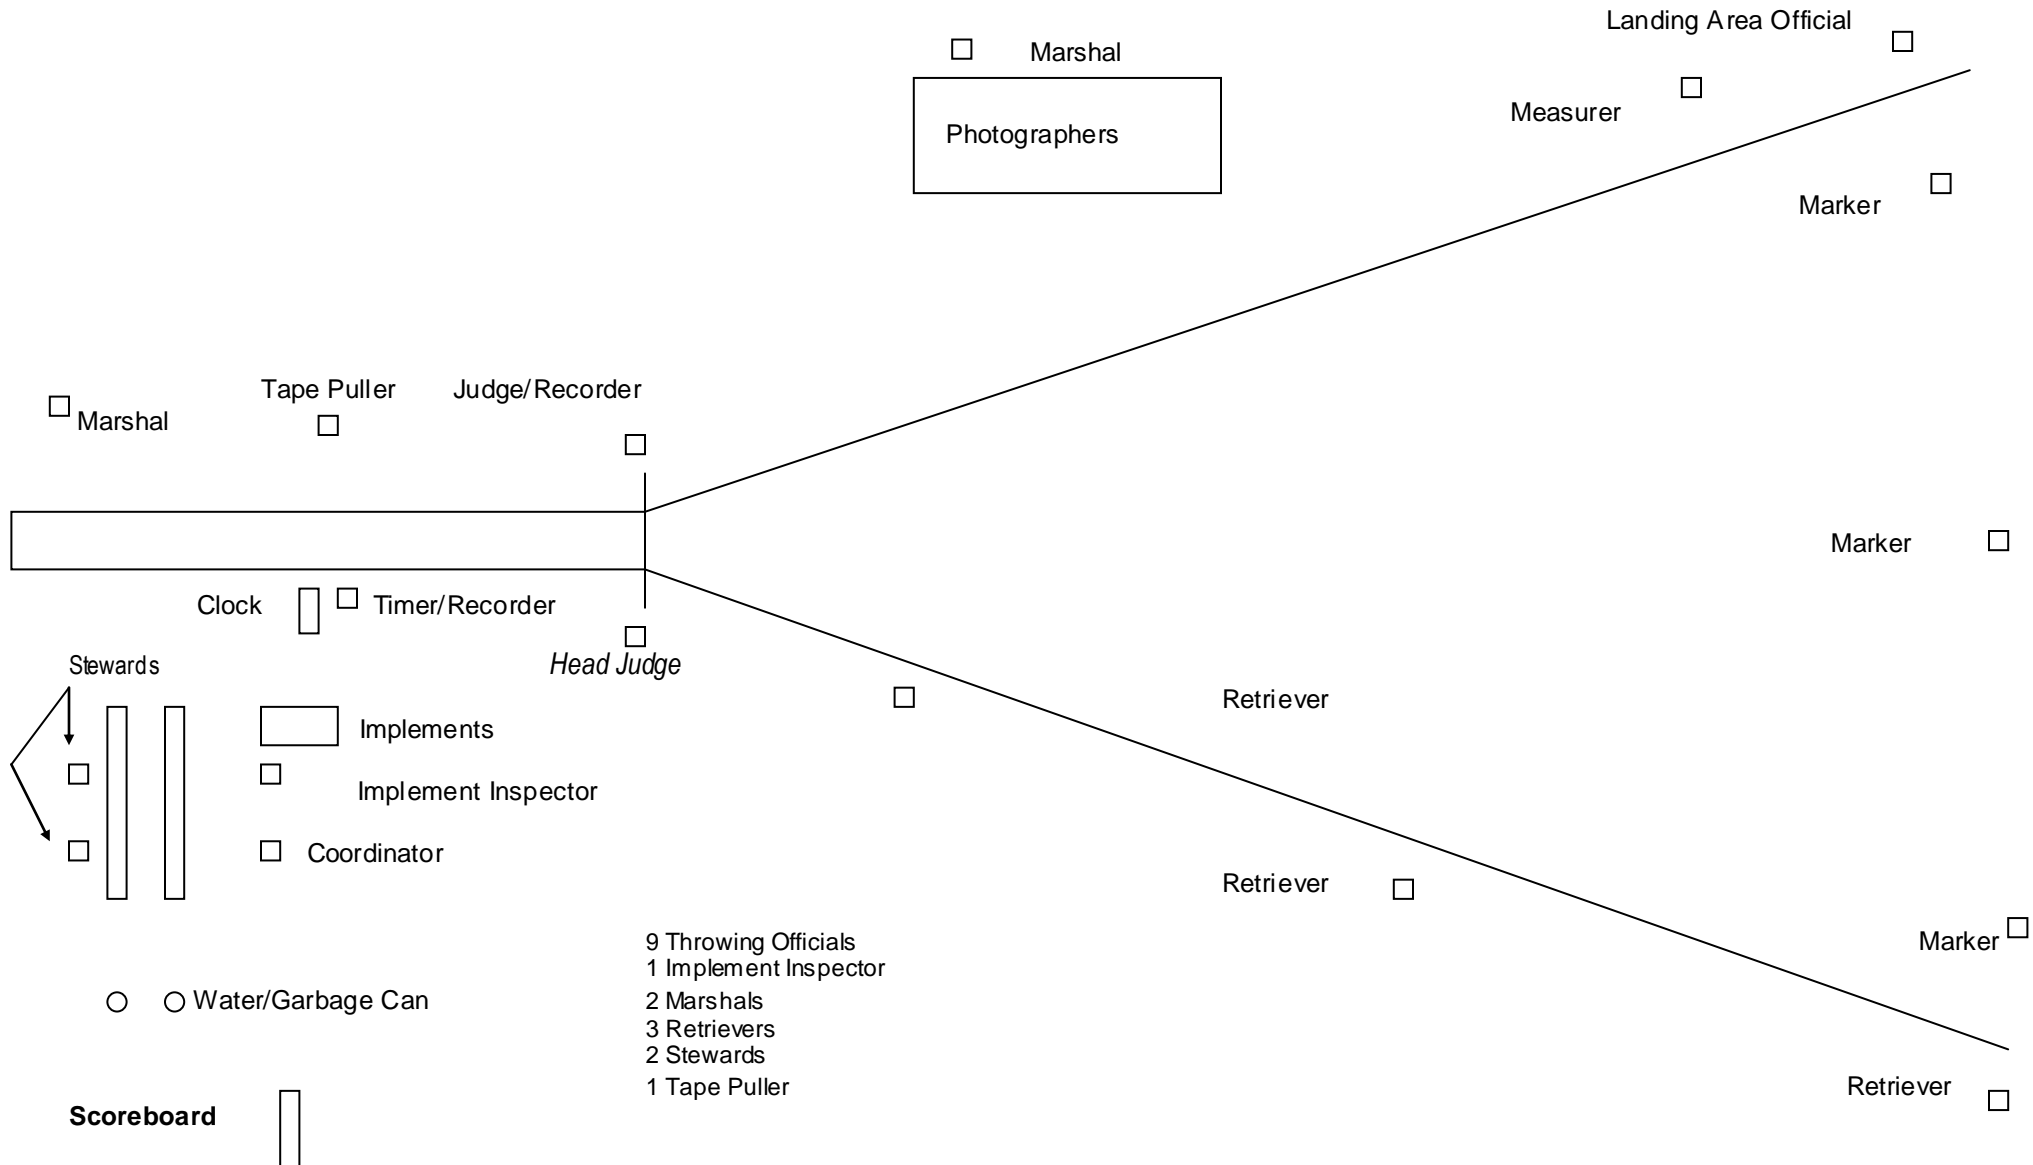 Landing Area Official
Marshal
Measurer
Photographers
Marker
Tape Puller
Judge/Recorder
Marshal
Marker
Clock
Timer/Recorder
Stewards
Head Judge
Retriever
Implements
Implement Inspector
Coordinator
Retriever
Marker
9 Throwing Officials
1 Implement Inspector
2 Marshals
3 Retrievers
2 Stewards
1 Tape Puller
Water/Garbage Can
Retriever
Scoreboard